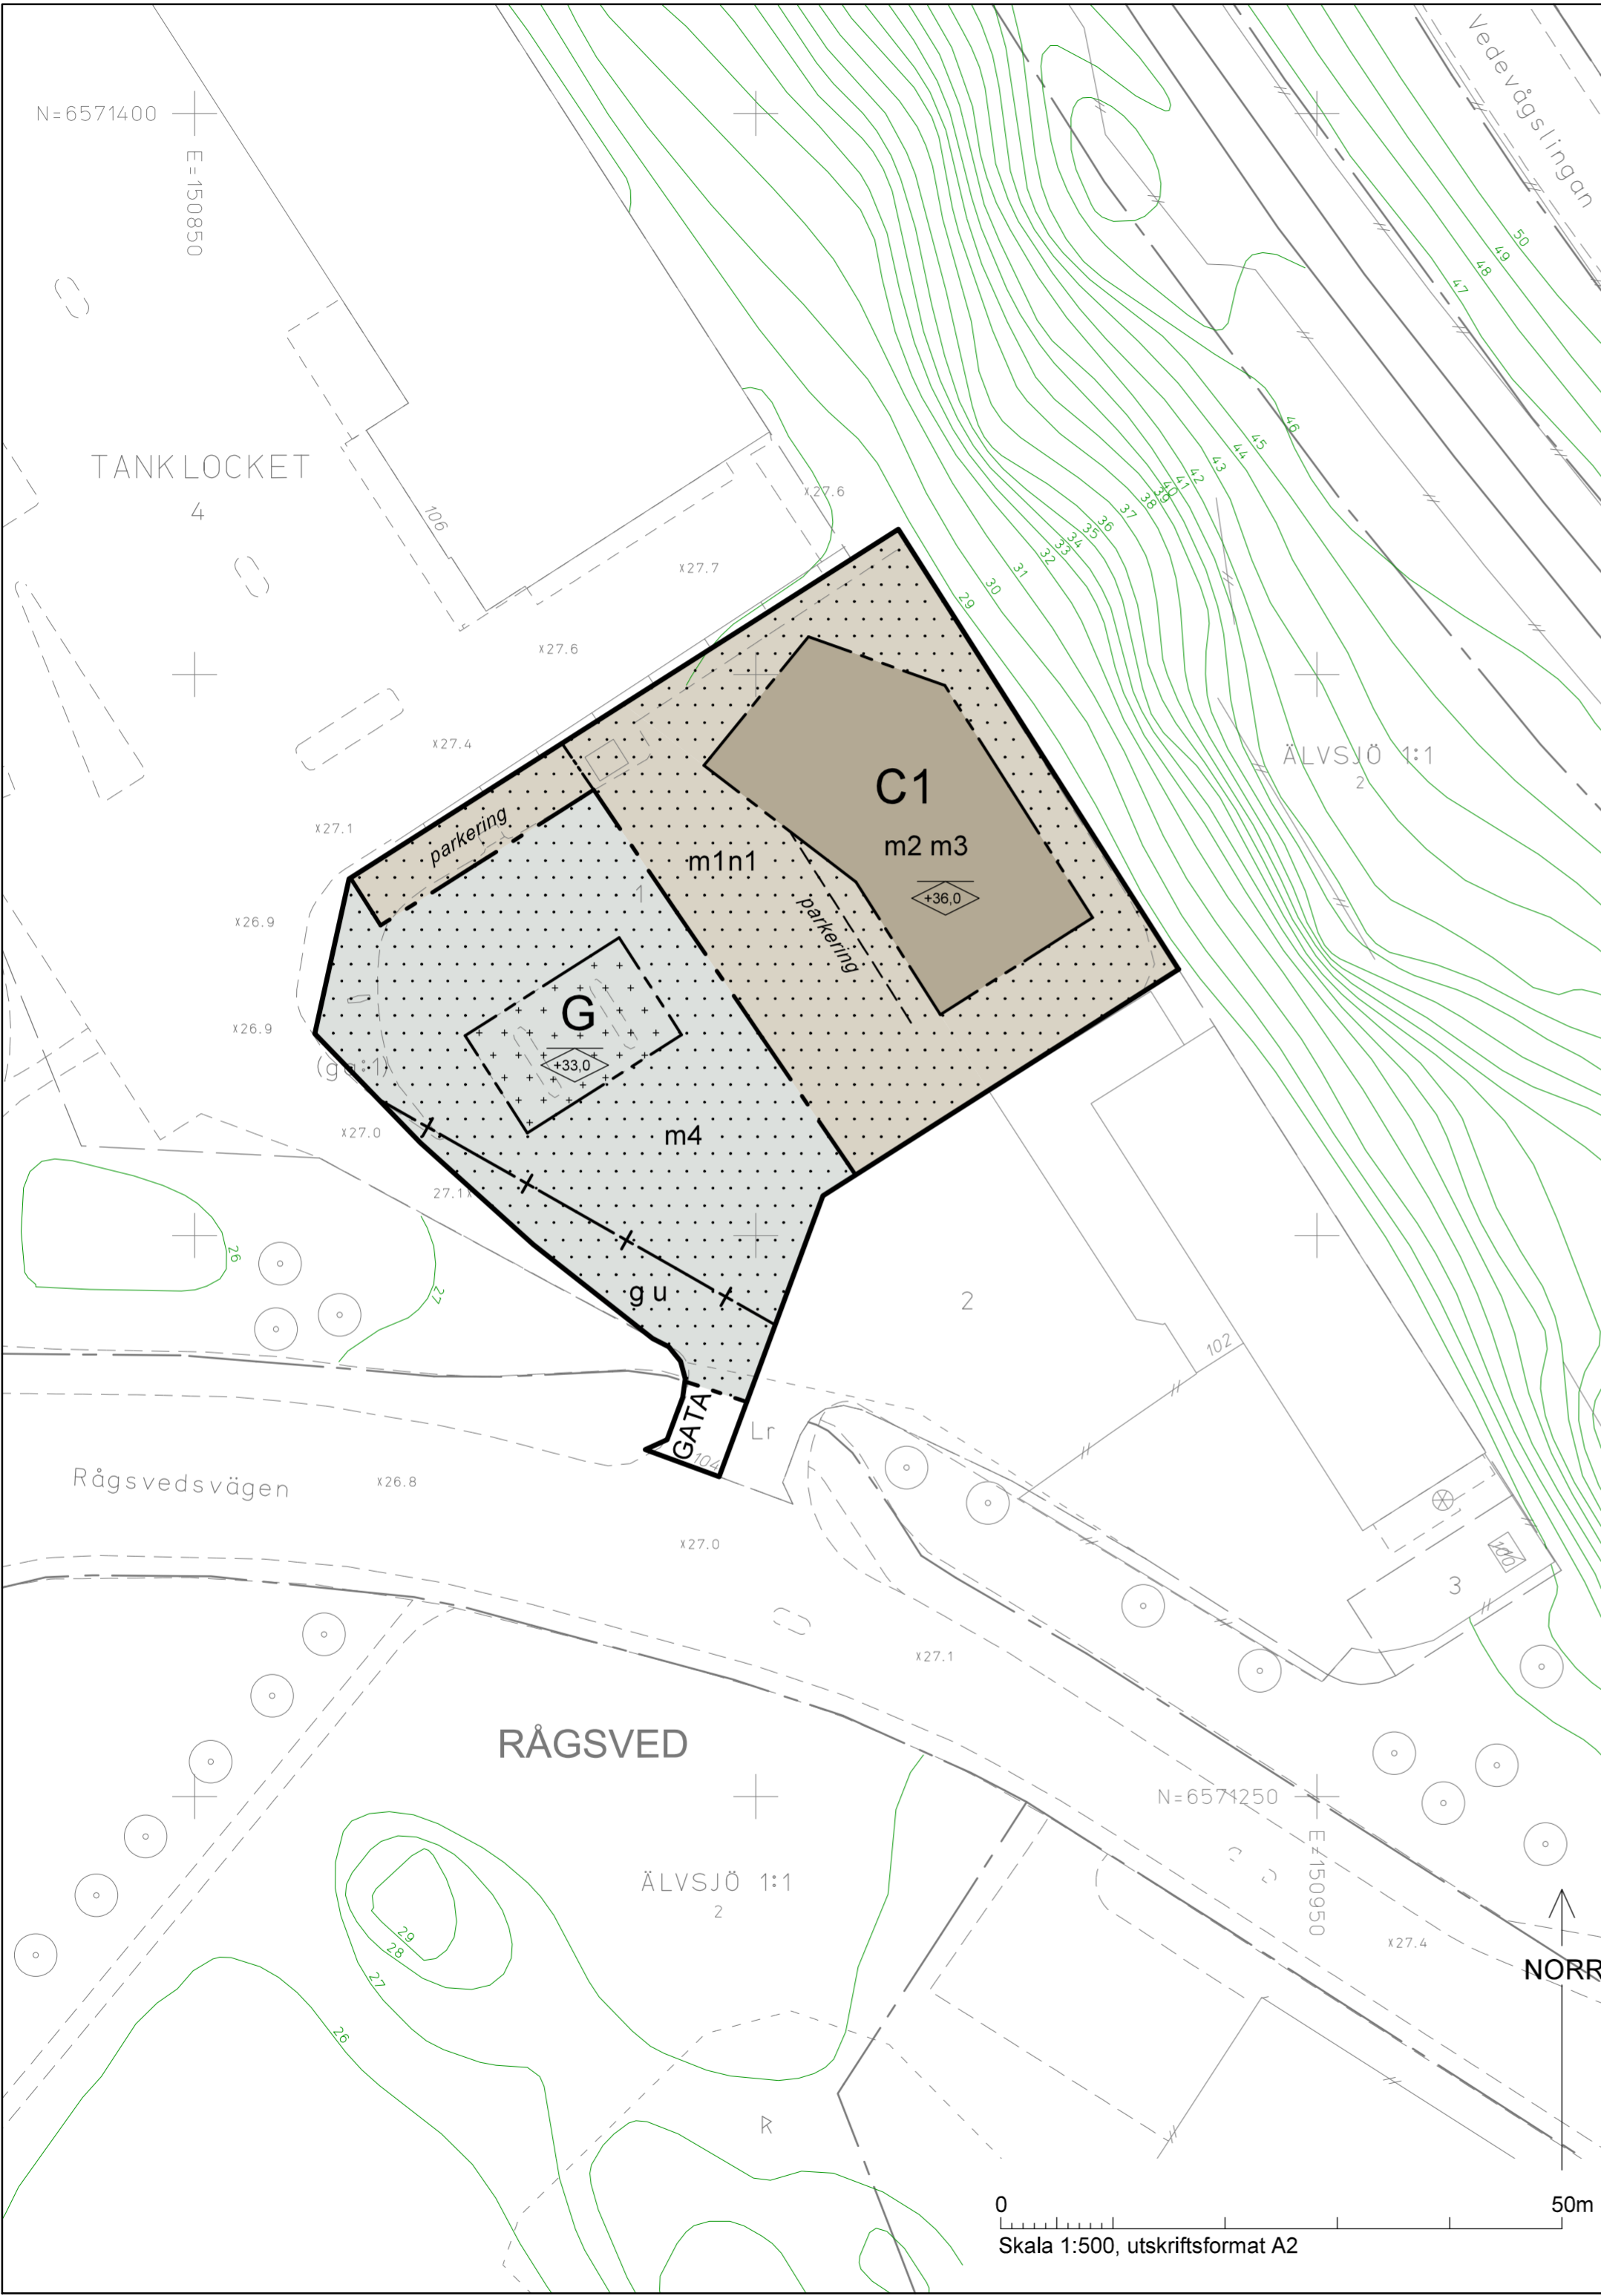 Vedevågslingan
N=6571400
E=150850
50
49
48
47
46
45
44
43
42
41
40
39
38
37
36
35
34
33
32
31
30
29
TANKLOCKET
4
106
x27.6
x27.7
x27.6
x27.4
x27.1
x26.9
x26.9
x27.0
27.1x
ÄLVSJÖ 1:1
2
C1
m2 m3
+36,0
m1n1
parkering
parkering
1
G
+33,0
(ga:1)
m4
g u
26
27
2
102
GATA
104
Lr
Rågsvedsvägen
x26.8
x27.0
100
3
x27.1
RÅGSVED
N=6571250
E=150950
ÄLVSJÖ 1:1
2
29
28
27
26
x27.4
NORR
R
0
50m
Skala 1:500, utskriftsformat A2